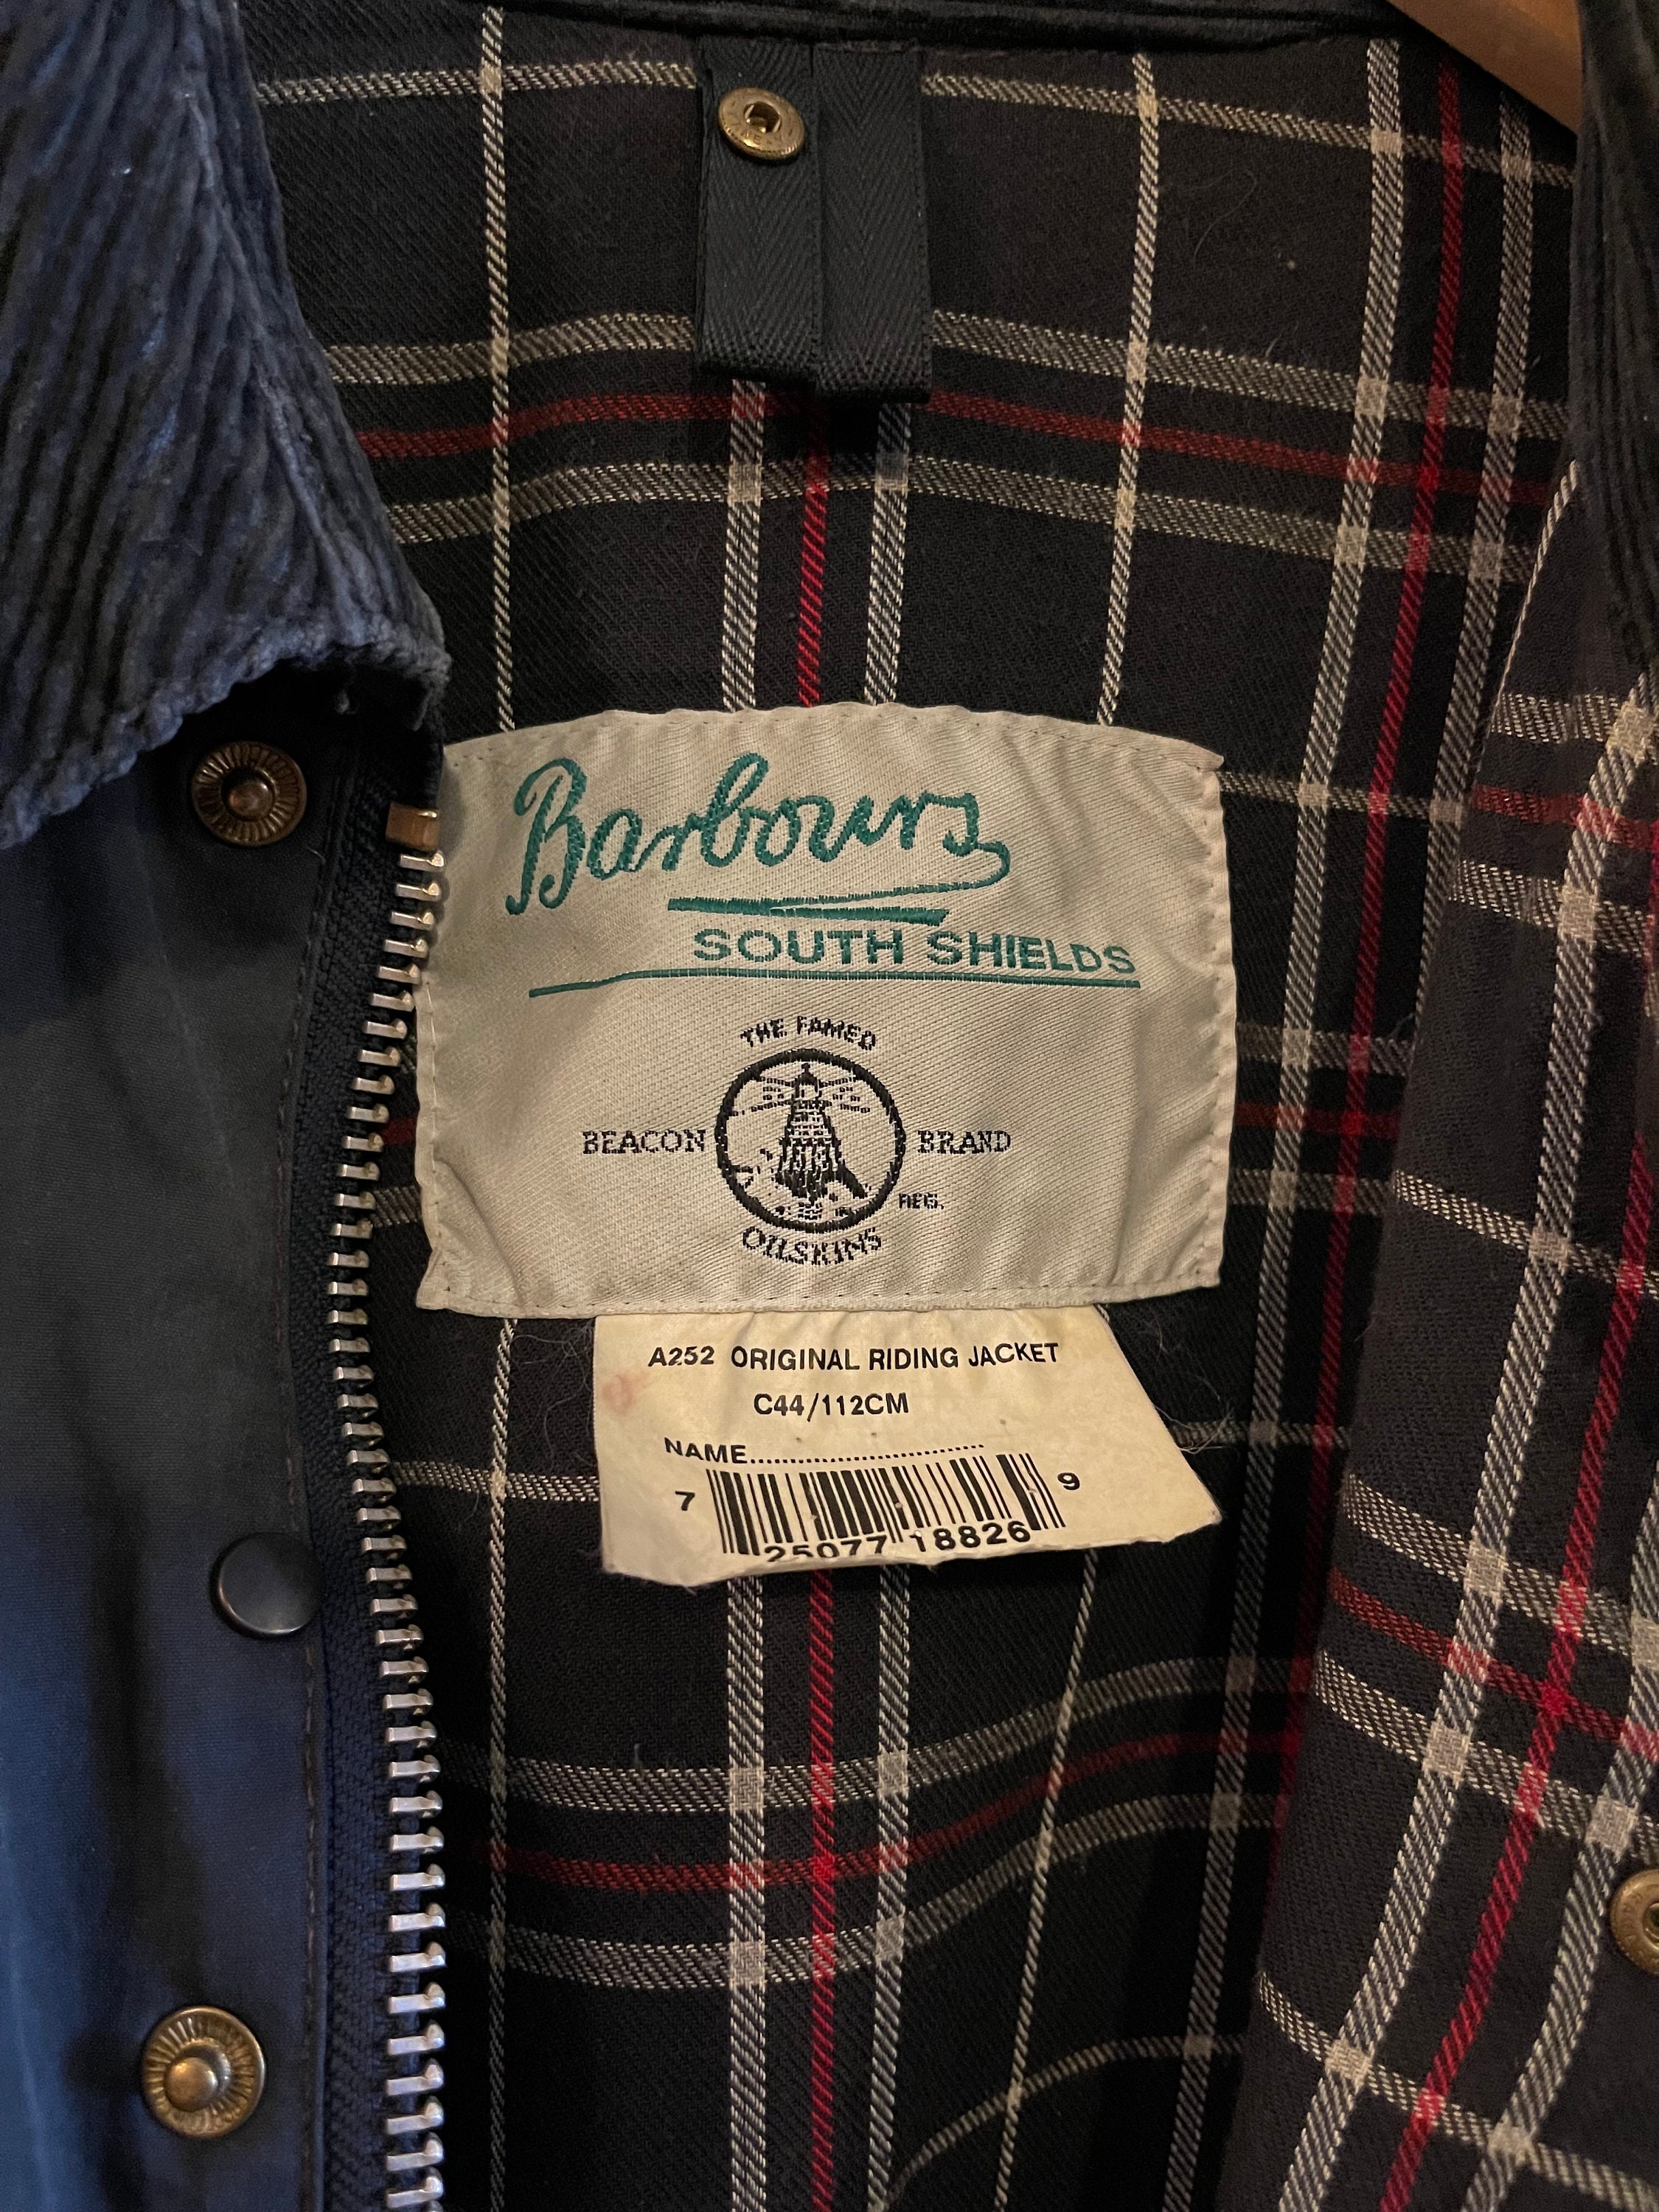 Barbours
SOUTH SHIELDS
THE FAMED
BEACON BRAND
REG.
OILSKINS
A252 ORIGINAL RIDING JACKET
C44/112CM
NAME..............................
7 25077 18826 9